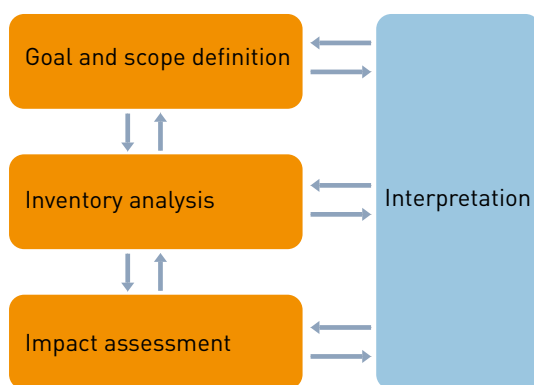 Goal and scope definition
Inventory analysis
Interpretation
Impact assessment